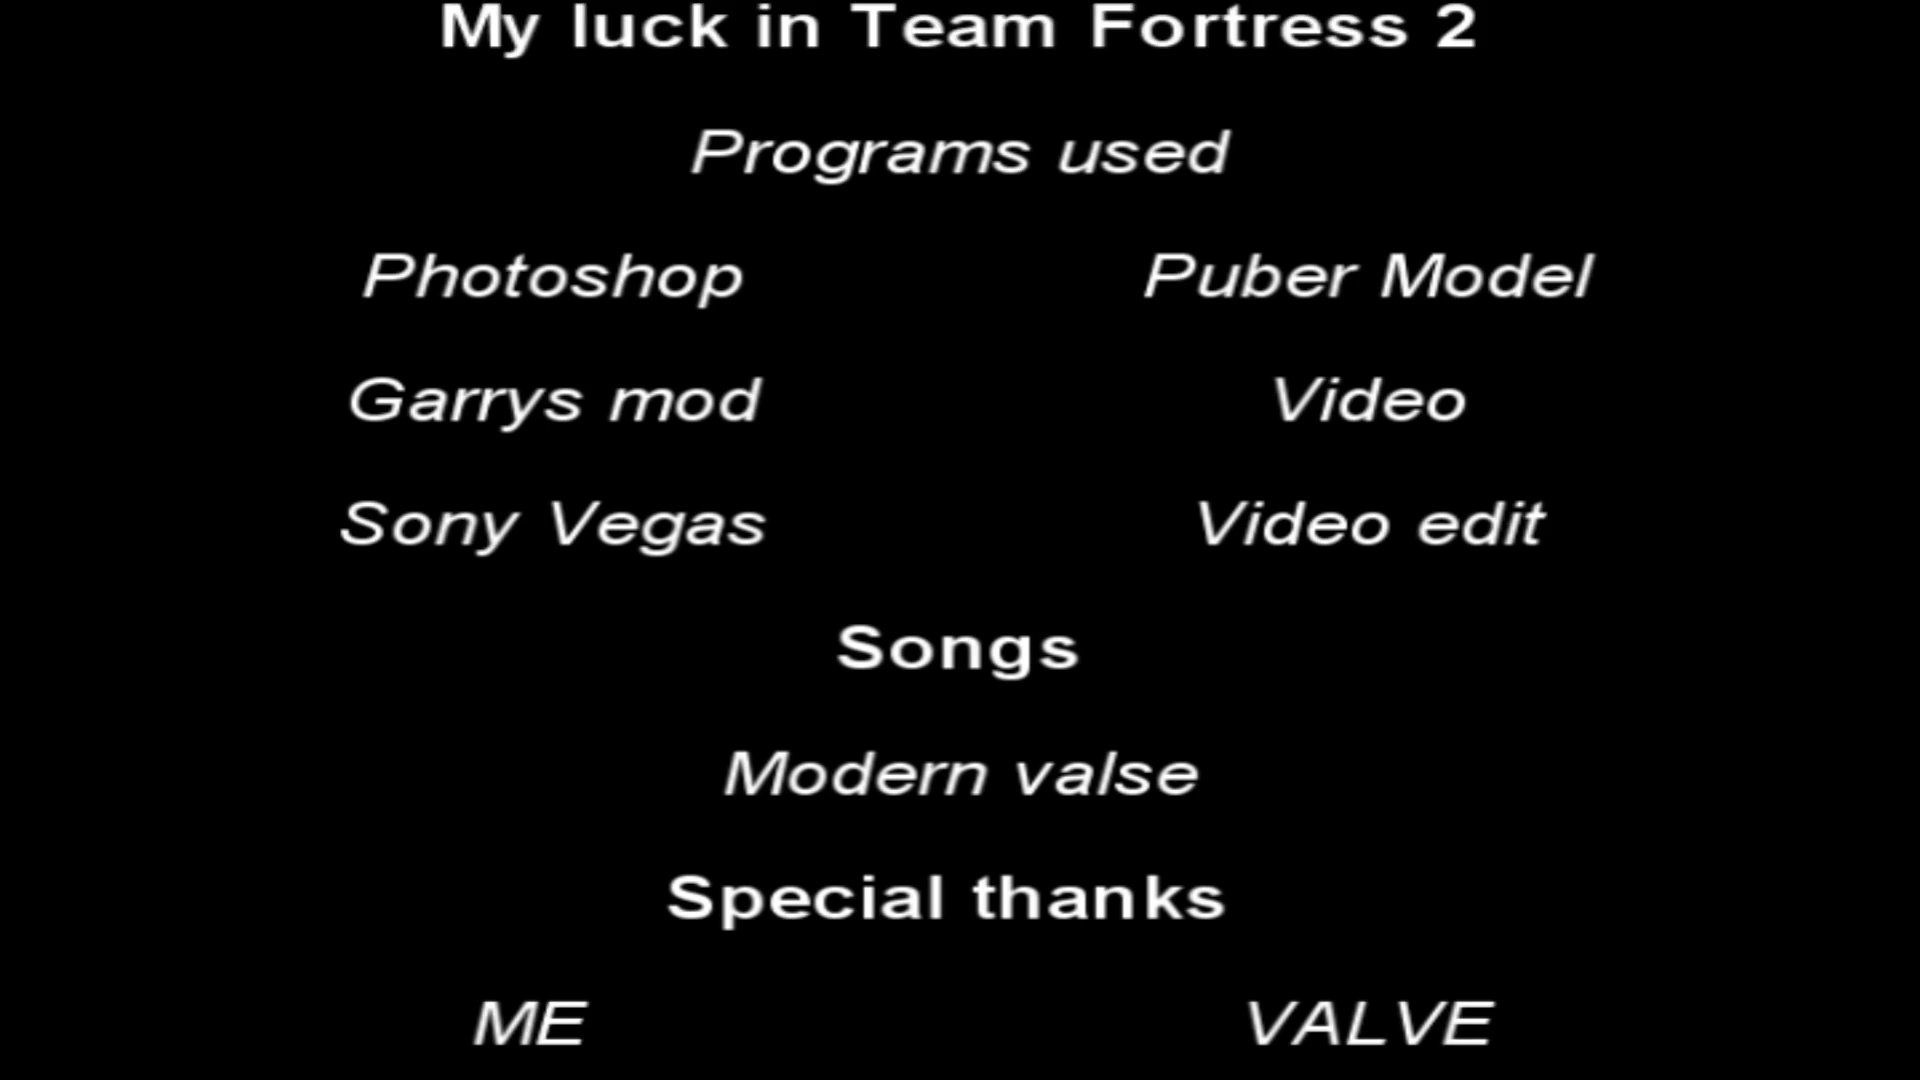 My luck in Team Fortress 2
Programs used
Photoshop Puber Model
Garrys mod Video
Sony Vegas Video edit
Songs
Modern valse
Special thanks
ME VALVE